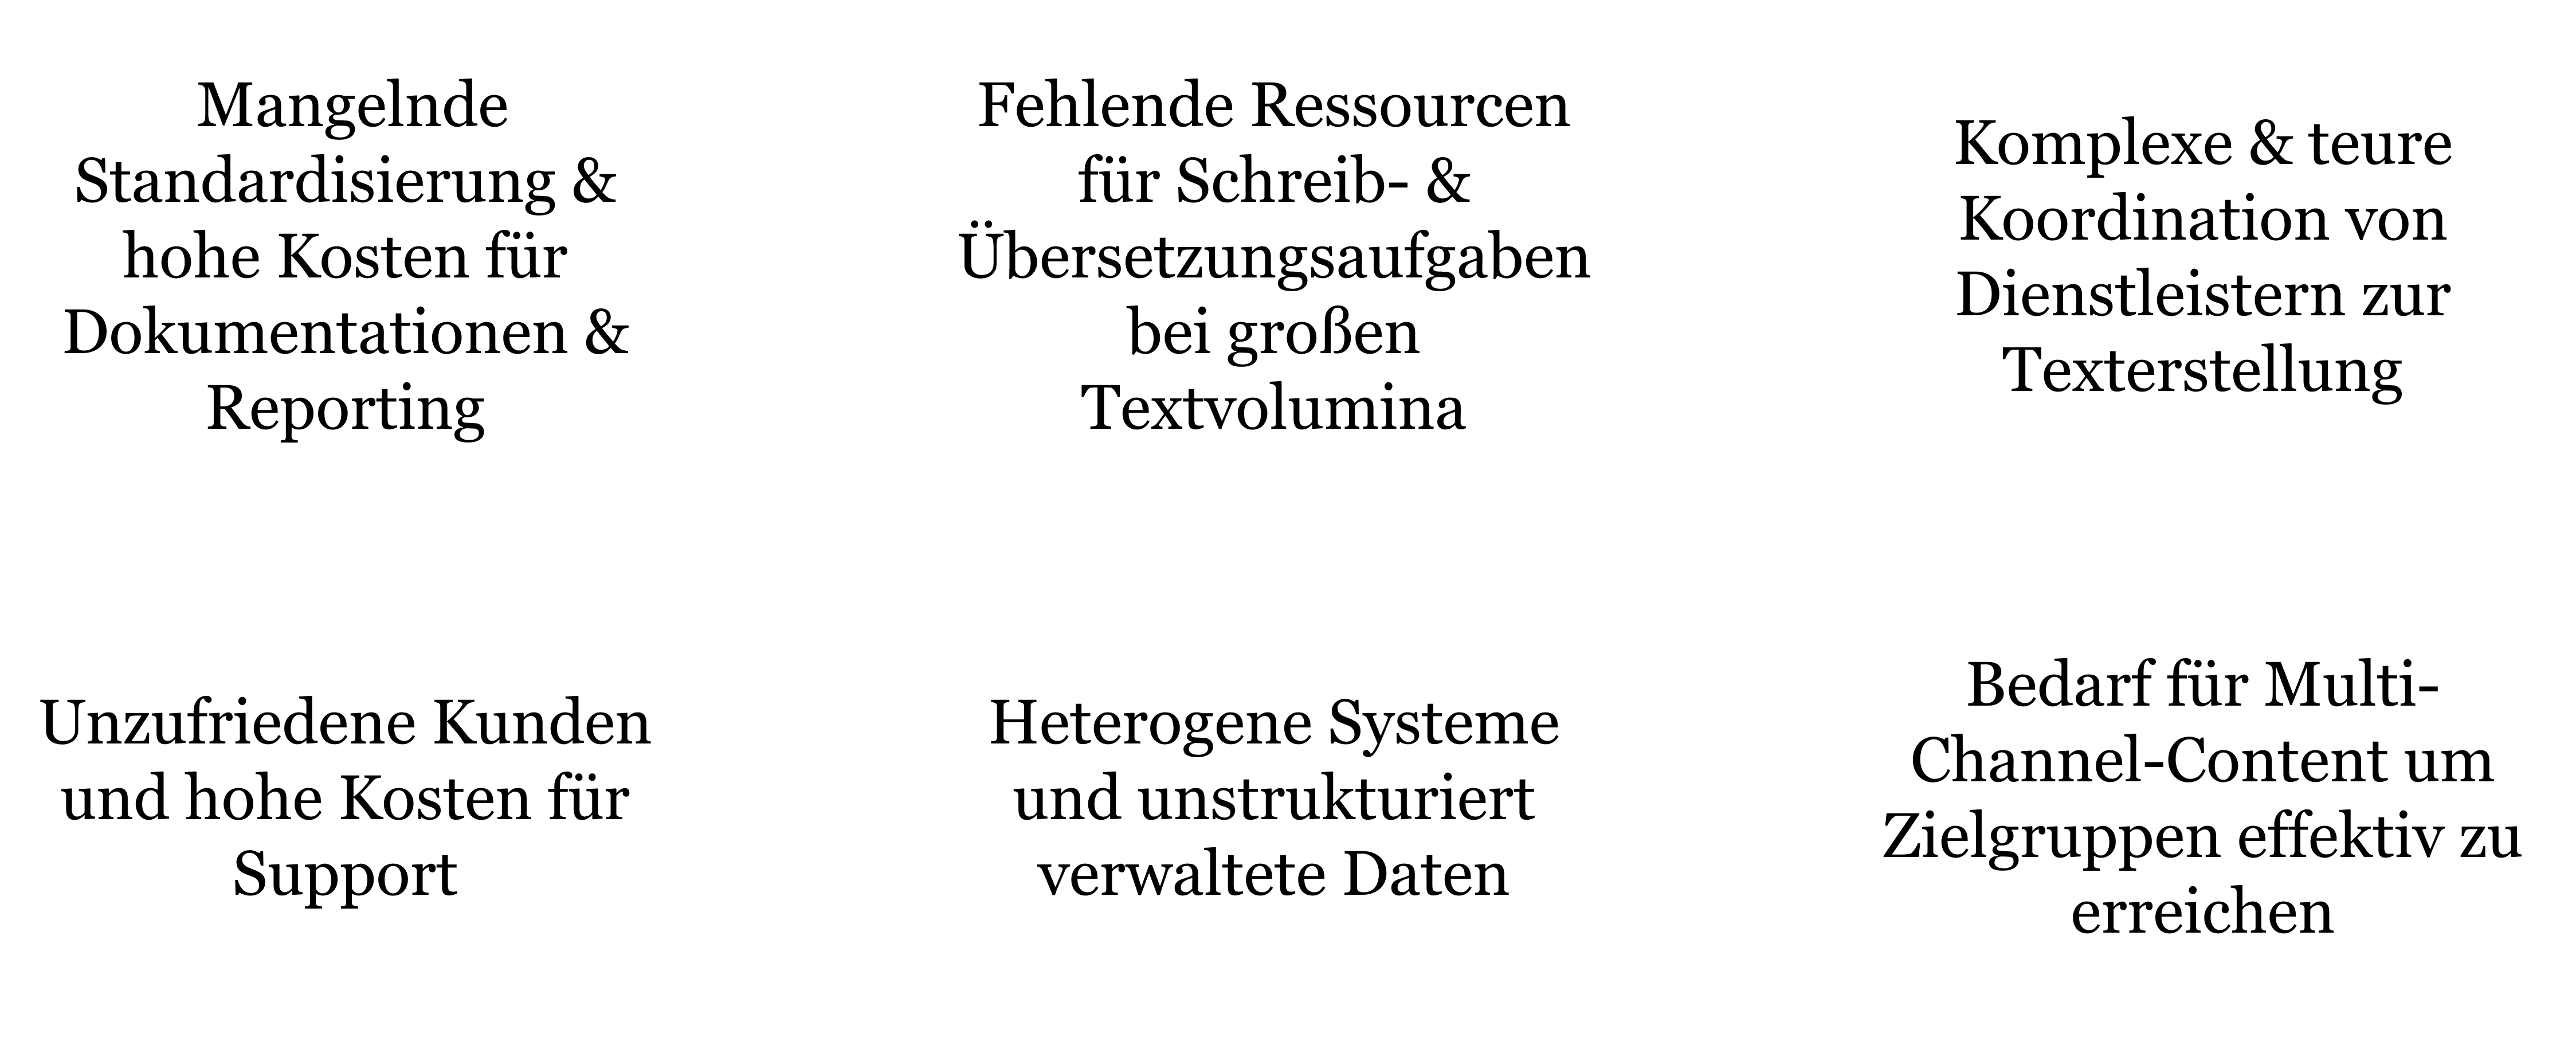 Mangelnde
Standardisierung &
hohe Kosten für
Dokumentationen &
Reporting
Fehlende Ressourcen
für Schreib- &
Übersetzungsaufgaben
bei großen
Textvolumina
Komplexe & teure
Koordination von
Dienstleistern zur
Texterstellung
Unzufriedene Kunden
und hohe Kosten für
Support
Heterogene Systeme
und unstrukturiert
verwaltete Daten
Bedarf für Multi-
Channel-Content um
Zielgruppen effektiv zu
erreichen